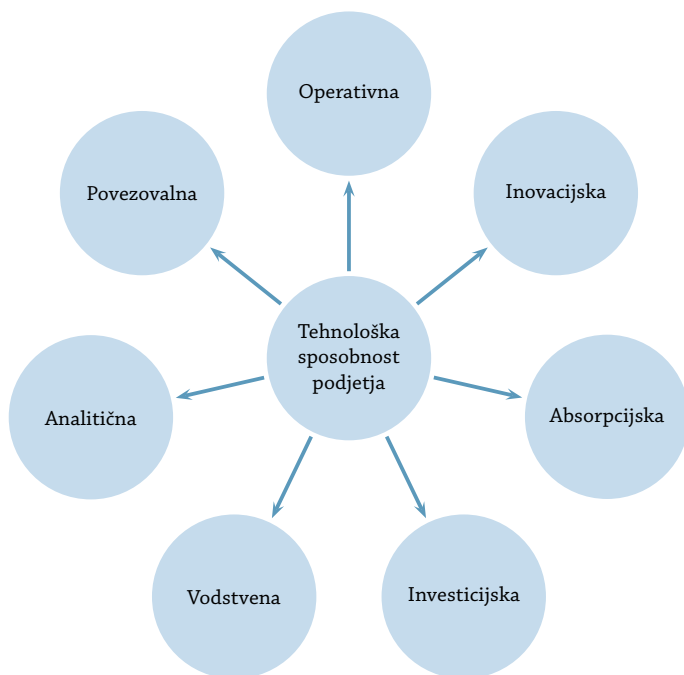 Operativna
Povezovalna
Inovacijska
Tehnološka
sposobnost
podjetja
Analitična
Absorpcijska
Vodstvena
Investicijska